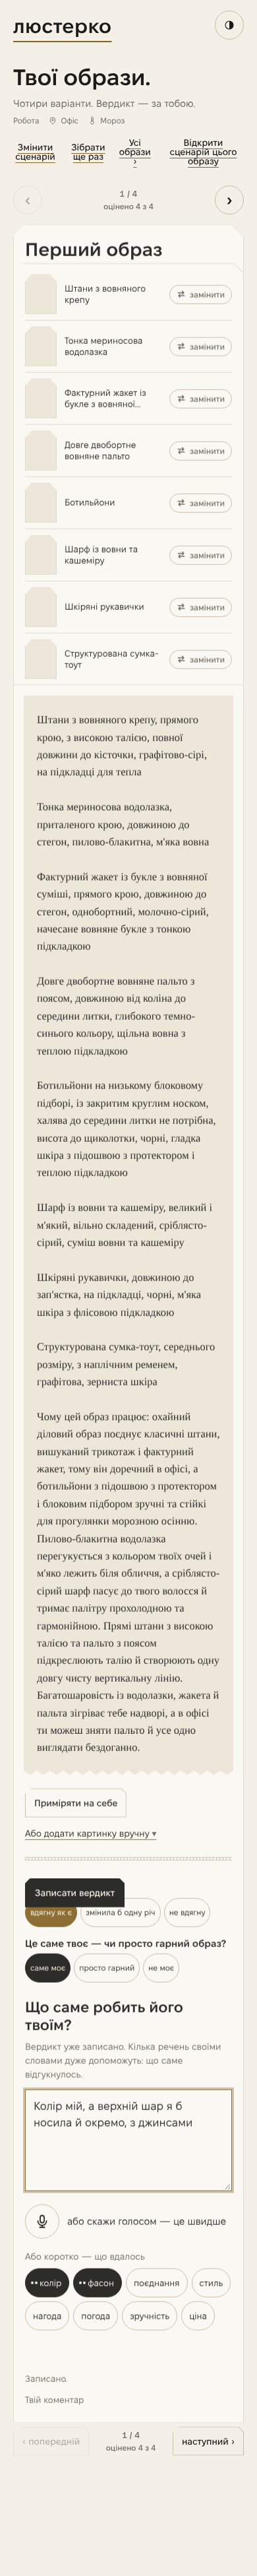 люстерко
Твої образи.
Чотири варіанти. Вердикт — за тобою.
Робота Офіс Мороз
Змінити
сценарій
Зібрати
ще раз
Усі
образи
›
Відкрити
сценарій цього
образу
‹
1 / 4
оцінено 4 з 4
›
Перший образ
Штани з вовняного
крепу
замінити
Тонка мериносова
водолазка
замінити
Фактурний жакет із
букле з вовняної...
замінити
Довге двобортне
вовняне пальто
замінити
Ботильйони
замінити
Шарф із вовни та
кашеміру
замінити
Шкіряні рукавички
замінити
Структурована сумка-
тоут
замінити
Штани з вовняного крепу, прямого
крою, з високою талією, повної
довжини до кісточки, графітово-сірі,
на підкладці для тепла
Тонка мериносова водолазка,
приталеного крою, довжиною до
стегон, пилово-блакитна, м'яка вовна
Фактурний жакет із букле з вовняної
суміші, прямого крою, довжиною до
стегон, однобортний, молочно-сірий,
начесане вовняне букле з тонкою
підкладкою
Довге двобортне вовняне пальто з
поясом, довжиною від коліна до
середини литки, глибокого темно-
синього кольору, щільна вовна з
теплою підкладкою
Ботильйони на низькому блоковому
підборі, із закритим круглим носком,
халява до середини литки не потрібна,
висота до щиколотки, чорні, гладка
шкіра з підошвою з протектором і
теплою підкладкою
Шарф із вовни та кашеміру, великий і
м'який, вільно складений, сріблясто-
сірий, суміш вовни та кашеміру
Шкіряні рукавички, довжиною до
зап'ястка, на підкладці, чорні, м'яка
шкіра з флісовою підкладкою
Структурована сумка-тоут, середнього
розміру, з наплічним ременем,
графітова, зерниста шкіра
Чому цей образ працює: охайний
діловий образ поєднує класичні штани,
вишуканий трикотаж і фактурний
жакет, тому він доречний в офісі, а
ботильйони з підошвою з протектором
і блоковим підбором зручні та стійкі
для прогулянки морозною осінню.
Пилово-блакитна водолазка
перегукується з кольором твоїх очей і
м'яко лежить біля обличчя, а сріблясто-
сірий шарф пасує до твого волосся й
тримає палітру прохолодною та
гармонійною. Прямі штани з високою
талією та пальто з поясом
підкреслюють талію й створюють одну
довгу чисту вертикальну лінію.
Багатошаровість із водолазки, жакета й
пальта зігріває тебе надворі, а в офісі
ти можеш зняти пальто й усе одно
виглядати бездоганно.
Приміряти на себе
Або додати картинку вручну ▾
Записати вердикт
вдягну як є
змінила б одну річ
не вдягну
Це саме твоє — чи просто гарний образ?
саме моє
просто гарний
не моє
Що саме робить його
твоїм?
Вердикт уже записано. Кілька речень своїми
словами дуже допоможуть: що саме
відгукнулось.
Колір мій, а верхній шар я б
носила й окремо, з джинсами
або скажи голосом — це швидше
Або коротко — що вдалось
колір
фасон
поєднання
стиль
нагода
погода
зручність
ціна
Записано.
Твій коментар
‹ попередній
1 / 4
оцінено 4 з 4
наступний ›